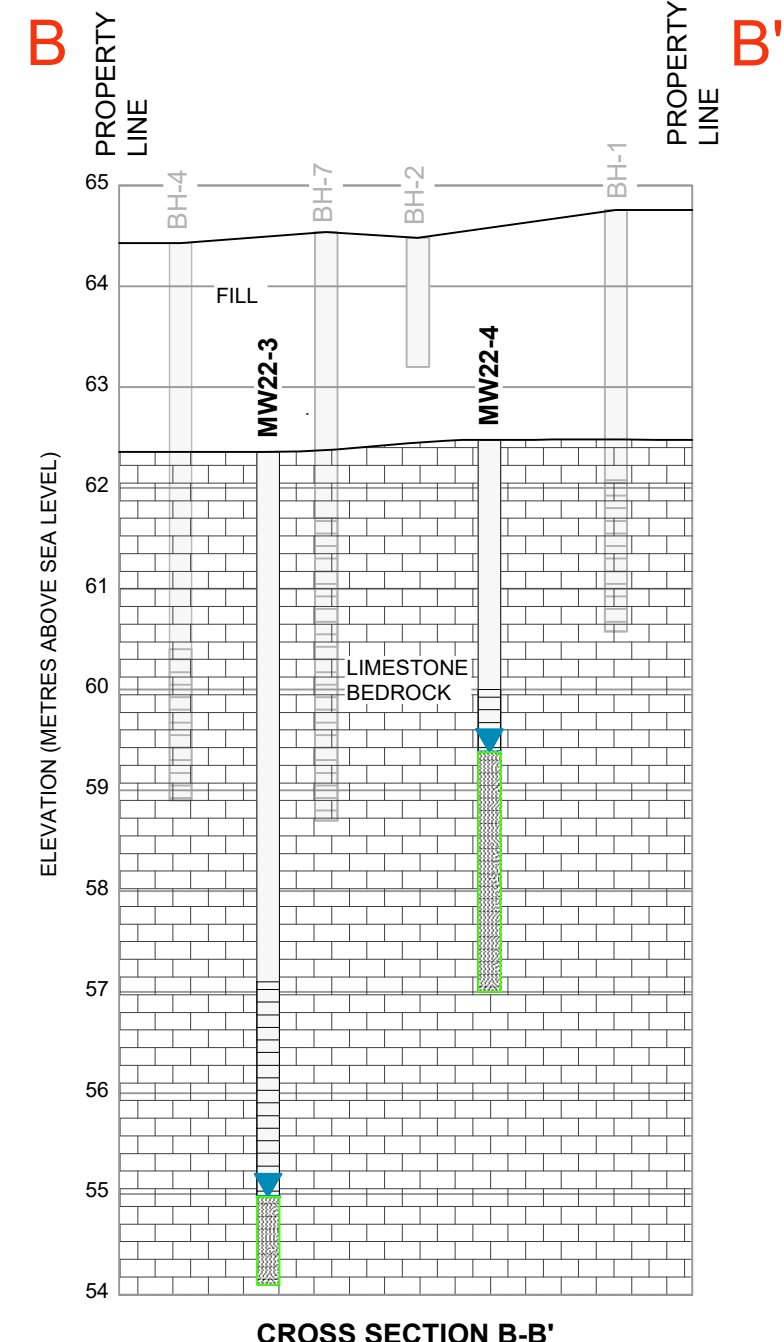 B
PROPERTY
LINE
PROPERTY
LINE
B'
BH-4
BH-7
BH-2
BH-1
65
64
63
62
61
60
59
58
57
56
55
54
ELEVATION (METRES ABOVE SEA LEVEL)
FILL
MW22-3
MW22-4
LIMESTONE
BEDROCK
CROSS SECTION B-B'